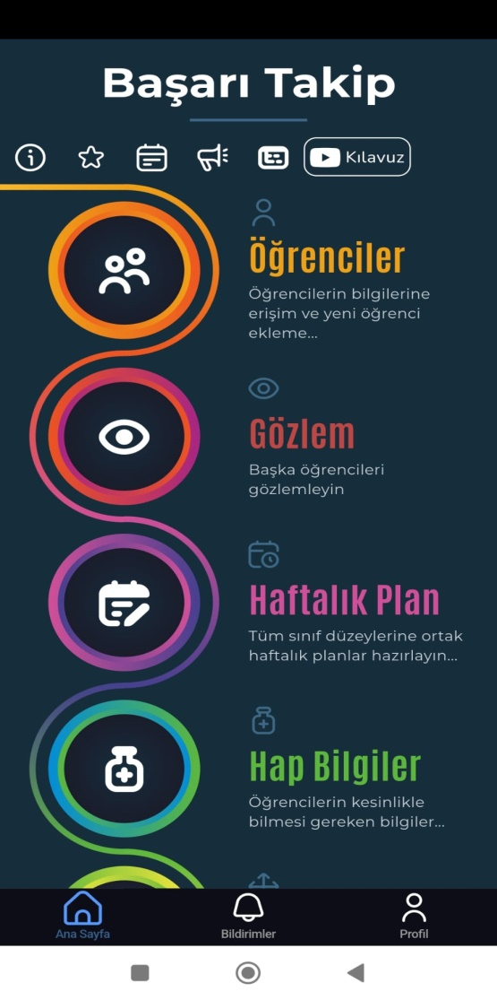 Başarı Takip
Kılavuz
Öğrenciler
Öğrencilerin bilgilerine
erişim ve yeni öğrenci
ekleme...
Gözlem
Başka öğrencileri
gözlemleyin
Haftalık Plan
Tüm sınıf düzeylerine ortak
haftalık planlar hazırlayın...
Hap Bilgiler
Öğrencilerin kesinlikle
bilmesi gereken bilgiler...
Ana Sayfa
Bildirimler
Profil